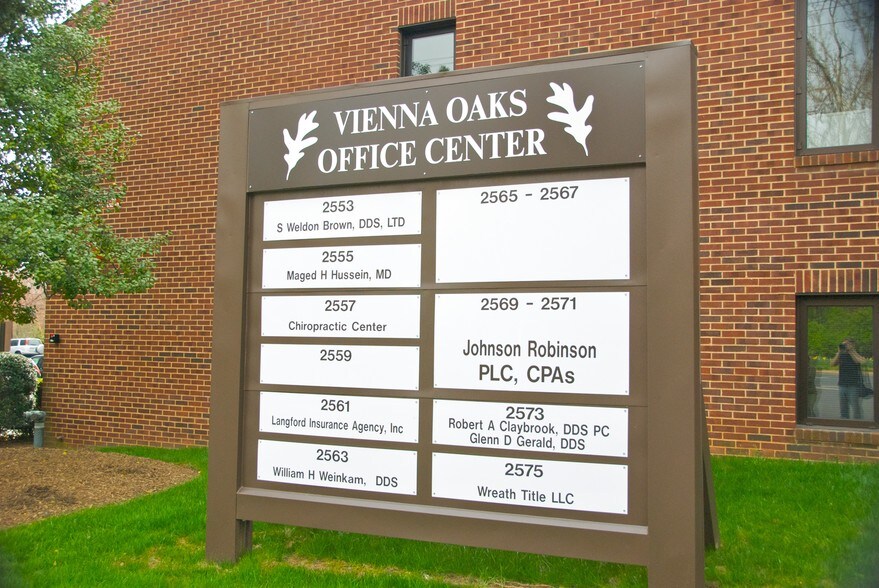 VIENNA OAKS
OFFICE CENTER
2553
S Weldon Brown, DDS, LTD
2555
Maged H Hussein, MD
2557
Chiropractic Center
2559
2561
Langford Insurance Agency, Inc
2563
William H Weinkam, DDS
2565 - 2567
2569 - 2571
Johnson Robinson
PLC, CPAs
2573
Robert A Claybrook, DDS PC
Glenn D Gerald, DDS
2575
Wreath Title LLC